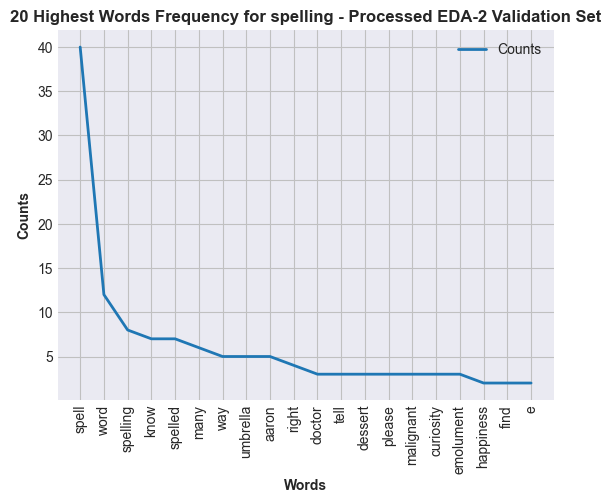 20 Highest Words Frequency for spelling - Processed EDA-2 Validation Set
Counts
40
35
30
25
20
15
10
5
Counts
spell
word
spelling
know
spelled
many
way
umbrella
aaron
right
doctor
tell
dessert
please
malignant
curiosity
emolument
happiness
find
e
Words